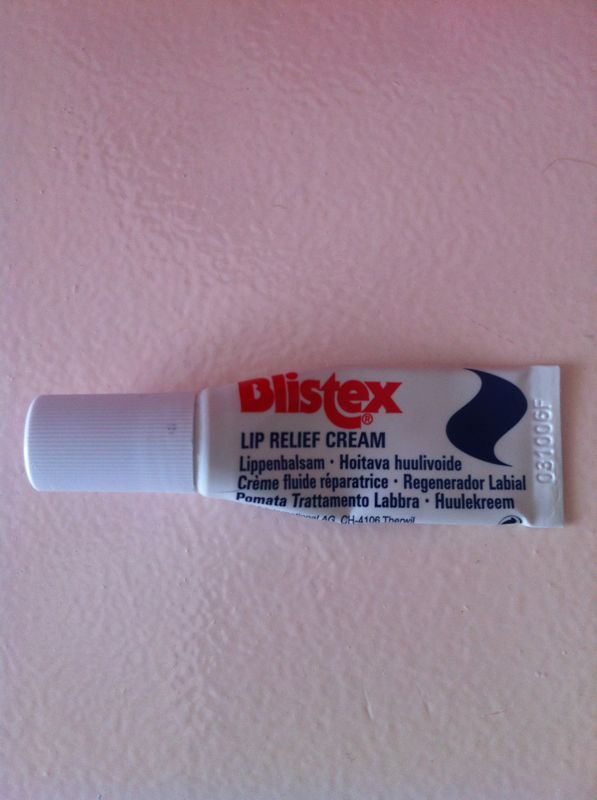 Blistex®
LIP RELIEF CREAM
Lippenbalsam · Hoitava huulivoide
Crème fluide réparatrice · Regenerador Labial
Pomata Trattamento Labbra · Huulekreem
AG, CH-4106 Therwil
031006F